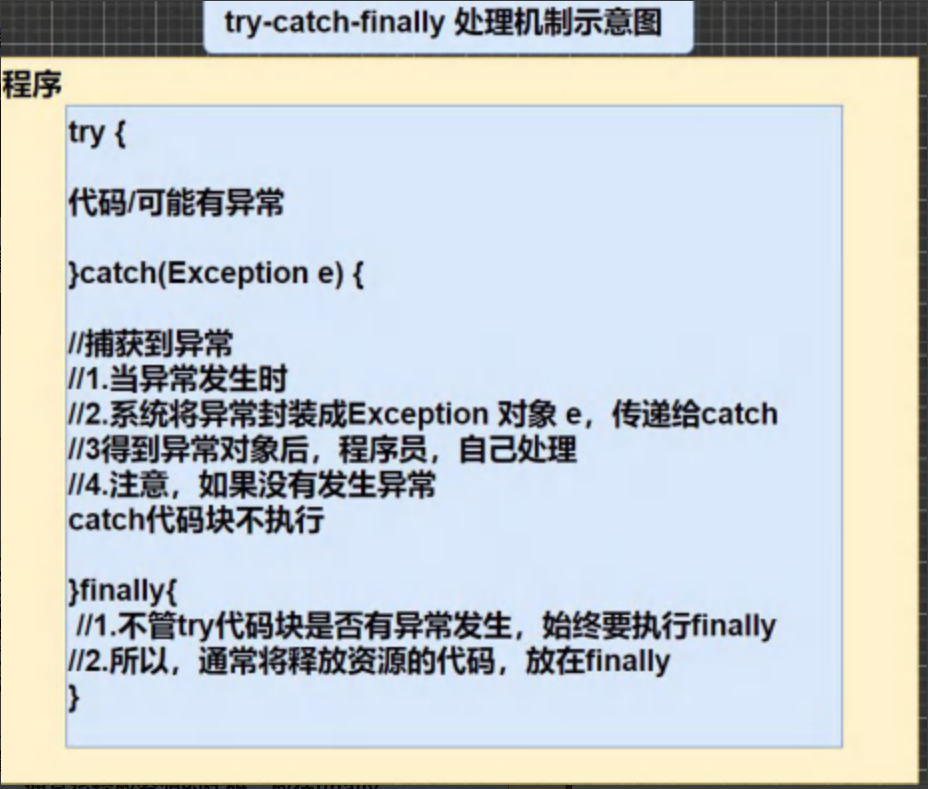 try-catch-finally 处理机制示意图
程序
try {
代码/可能有异常
}catch(Exception e) {
//捕获到异常
//1.当异常发生时
//2.系统将异常封装成Exception 对象 e，传递给catch
//3得到异常对象后，程序员，自己处理
//4.注意，如果没有发生异常
catch代码块不执行
}finally{
//1.不管try代码块是否有异常发生，始终要执行finally
//2.所以，通常将释放资源的代码，放在finally
}